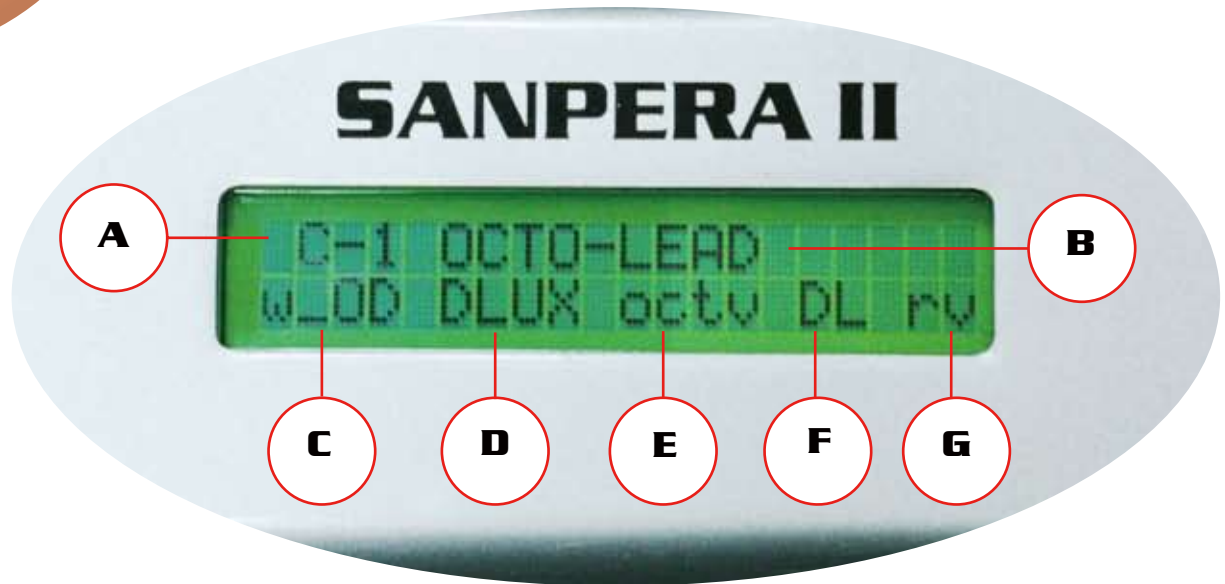 SANPERA II
A
C-1 OCTO-LEAD
B
w_OD DLUX octv DL rv
C
D
E
F
G